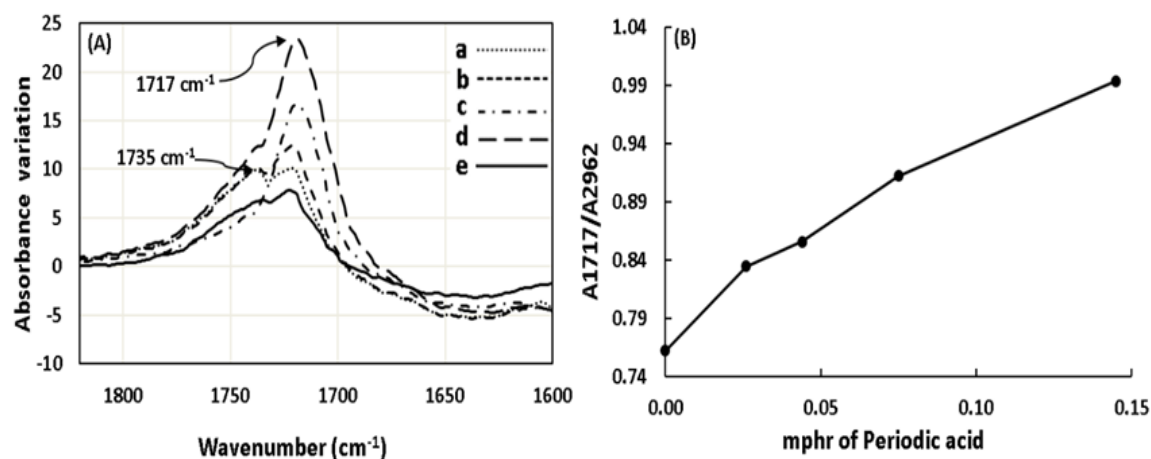 (A)
25
20
15
10
5
0
-5
-10
Absorbance variation
1717 cm⁻¹
1735 cm⁻¹
a
b
c
d
e
1800 1750 1700 1650 1600
Wavenumber (cm⁻¹)
(B)
1.04
0.99
0.94
0.89
0.84
0.79
0.74
A1717/A2962
0.00 0.05 0.10 0.15
mphr of Periodic acid